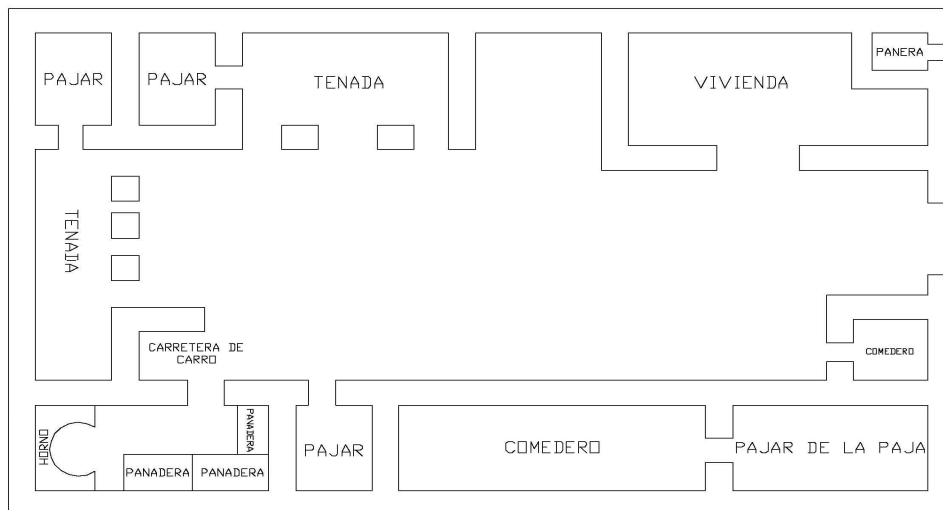 PAJAR
PAJAR
TENADA
VIVIENDA
PANERA
TENADA
CARRETERA DE
CARRO
COMEDERO
HORNO
PANADERA
PANADERA
PANADERA
PAJAR
COMEDERO
PAJAR DE LA PAJA